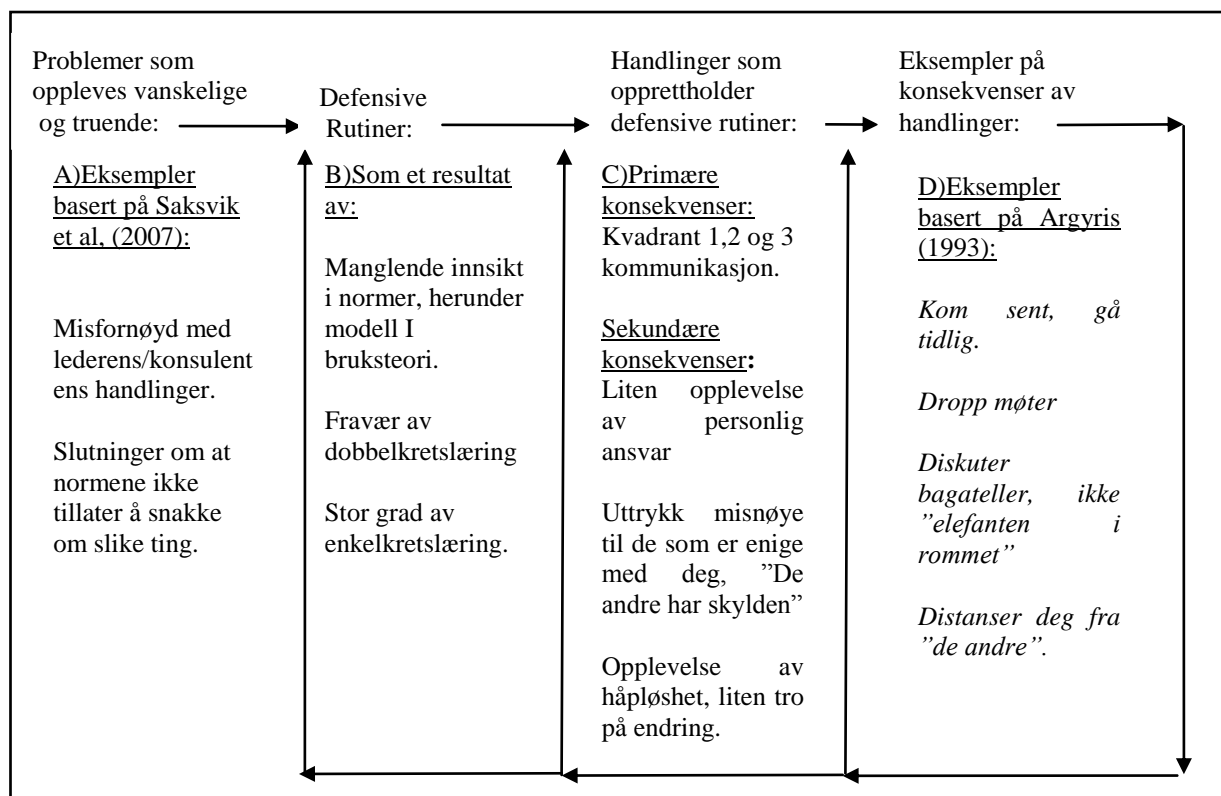 Problemer som
oppleves vanskelige
og truende:
A)Eksempler
basert på Saksvik
et al, (2007):
Misfornøyd med
lederens/konsulent
ens handlinger.
Slutninger om at
normene ikke
tillater å snakke
om slike ting.
Defensive
Rutiner:
B)Som et resultat
av:
Manglende innsikt
i normer, herunder
modell I
bruksteori.
Fravær av
dobbelkretslæring
Stor grad av
enkelkretslæring.
Handlinger som
opprettholder
defensive rutiner:
C)Primære
konsekvenser:
Kvadrant 1,2 og 3
kommunikasjon.
Sekundære
konsekvenser:
Liten opplevelse
av personlig
ansvar
Uttrykk misnøye
til de som er enige
med deg, ”De
andre har skylden”
Opplevelse av
håpløshet, liten tro
på endring.
Eksempler på
konsekvenser av
handlinger:
D)Eksempler
basert på Argyris
(1993):
Kom sent, gå
tidlig.
Dropp møter
Diskuter
bagateller, ikke
”elefanten i
rommet”
Distanser deg fra
”de andre”.